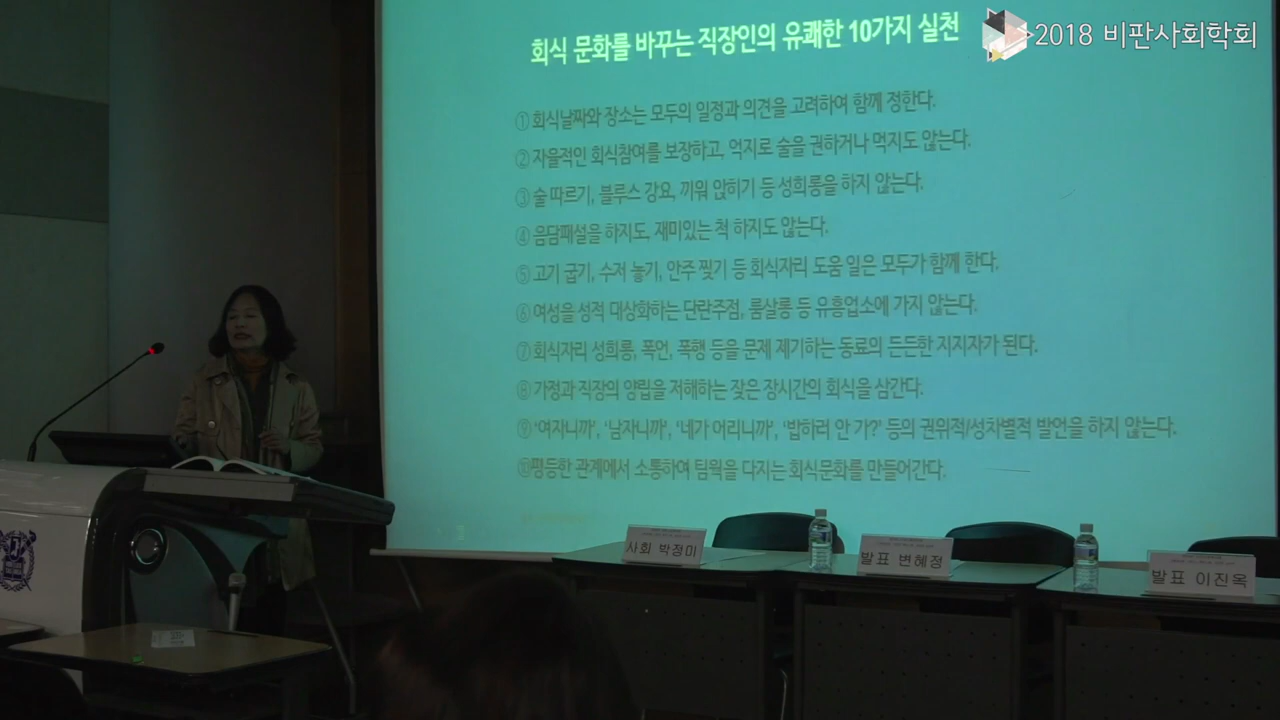 회식 문화를 바꾸는 직장인의 유쾌한 10가지 실천
2018 비판사회학회
① 회식날짜와 장소는 모두의 일정과 의견을 고려하여 함께 정한다.
② 자율적인 회식참여를 보장하고, 억지로 술을 권하거나 먹지도 않는다.
③ 술 따르기, 블루스 강요, 끼워 앉히기 등 성희롱을 하지 않는다.
④ 음담패설을 하지도, 재미있는 척 하지도 않는다.
⑤ 고기 굽기, 수저 놓기, 안주 찢기 등 회식자리 도움 일은 모두가 함께 한다.
⑥ 여성을 성적 대상화하는 단란주점, 룸살롱 등 유흥업소에 가지 않는다.
⑦ 회식자리 성희롱, 폭언, 폭행 등을 문제 제기하는 동료의 든든한 지지자가 된다.
⑧ 가정과 직장의 양립을 저해하는 잦은 장시간의 회식을 삼간다.
⑨ '여자니까', '남자니까', '네가 어리니까', '밥하러 안 가?' 등의 권위적/성차별적 발언을 하지 않는다.
⑩평등한 관계에서 소통하여 팀웍을 다지는 회식문화를 만들어간다.
사회 박정미
발표 변혜정
발표 이진옥